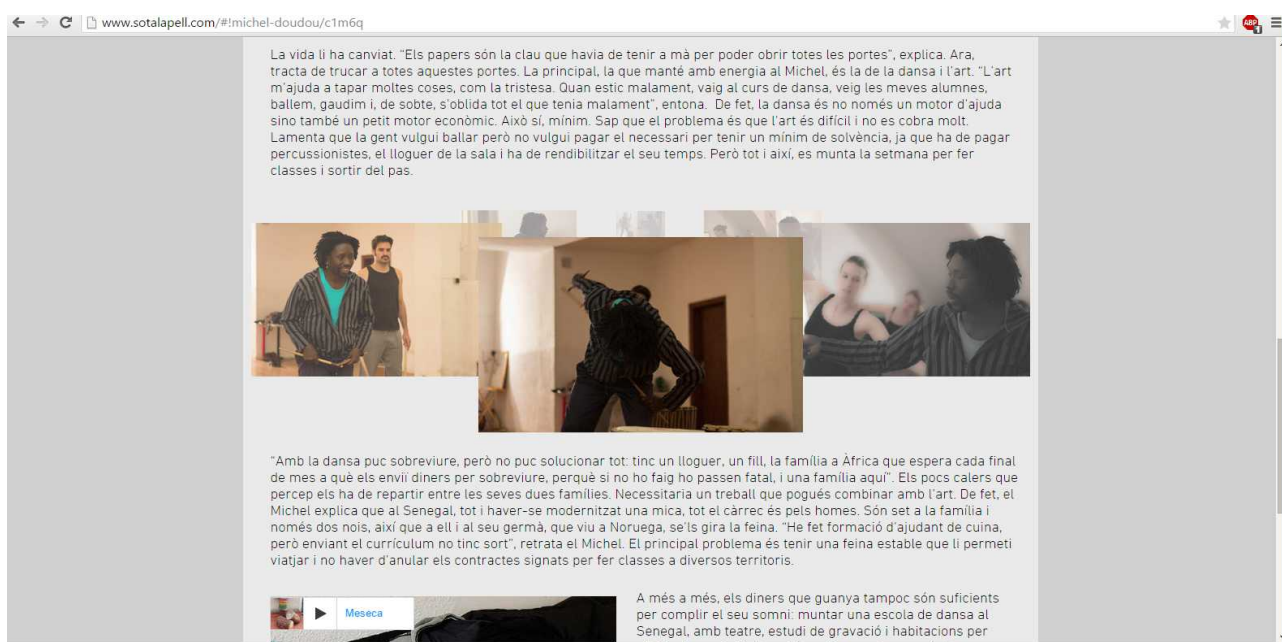 www.sotalapell.com/#!michel-doudou/c1m6q
ABP
1
La vida li ha canviat. “Els papers són la clau que havia de tenir a mà per poder obrir totes les portes”, explica. Ara,
tracta de trucar a totes aquestes portes. La principal, la que manté amb energia al Michel, és la de la dansa i l’art. “L’art
m’ajuda a tapar moltes coses, com la tristesa. Quan estic malament, vaig al curs de dansa, veig les meves alumnes,
ballem, gaudim i, de sobte, s’oblida tot el que tenia malament”, entona. De fet, la dansa és no només un motor d’ajuda
sino també un petit motor econòmic. Això sí, mínim. Sap que el problema és que l’art és difícil i no es cobra molt.
Lamenta que la gent vulgui ballar però no vulgui pagar el necessari per tenir un mínim de solvència, ja que ha de pagar
percussionistes, el lloguer de la sala i ha de rendibilitzar el seu temps. Però tot i així, es munta la setmana per fer
classes i sortir del pas.
“Amb la dansa puc sobreviure, però no puc solucionar tot: tinc un lloguer, un fill, la família a Àfrica que espera cada final
de mes a què els enviï diners per sobreviure, perquè si no ho faig ho passen fatal, i una família aquí”. Els pocs calers que
percep els ha de repartir entre les seves dues famílies. Necessitaria un treball que pogués combinar amb l’art. De fet, el
Michel explica que al Senegal, tot i haver-se modernitzat una mica, tot el càrrec és pels homes. Són set a la família i
només dos nois, així que a ell i al seu germà, que viu a Noruega, se’ls gira la feina. “He fet formació d’ajudant de cuina,
però enviant el currículum no tinc sort”, retrata el Michel. El principal problema és tenir una feina estable que li permeti
viatjar i no haver d’anular els contractes signats per fer classes a diversos territoris.
Meseca
A més a més, els diners que guanya tampoc són suficients
per complir el seu somni: muntar una escola de dansa al
Senegal, amb teatre, estudi de gravació i habitacions per